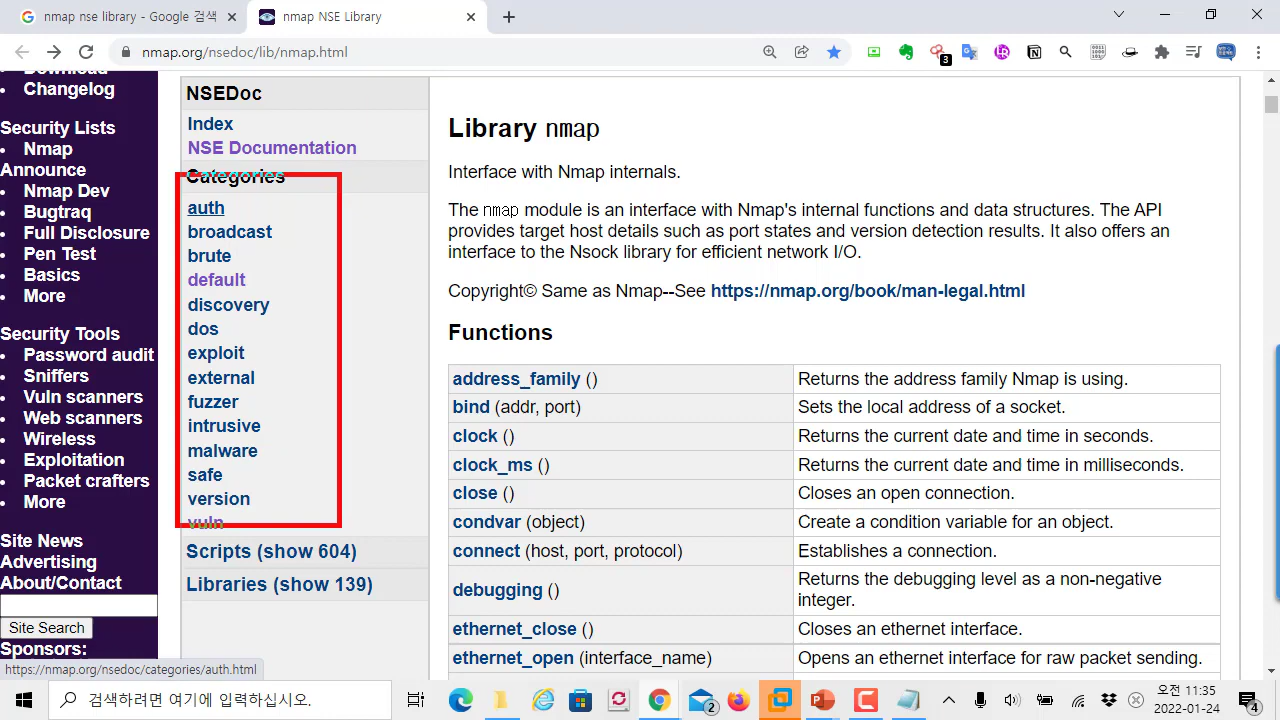 nmap nse library - Google 검색
nmap NSE Library
nmap.org/nsedoc/lib/nmap.html
3
Download
Changelog
Security Lists
Nmap
Announce
Nmap Dev
Bugtraq
Full Disclosure
Pen Test
Basics
More
Security Tools
Password audit
Sniffers
Vuln scanners
Web scanners
Wireless
Exploitation
Packet crafters
More
Site News
Advertising
About/Contact
Site Search
Sponsors:
NSEDoc
Index
NSE Documentation
Categories
auth
broadcast
brute
default
discovery
dos
exploit
external
fuzzer
intrusive
malware
safe
version
vuln
Scripts (show 604)
Libraries (show 139)
Library nmap
Interface with Nmap internals.
The nmap module is an interface with Nmap's internal functions and data structures. The API
provides target host details such as port states and version detection results. It also offers an
interface to the Nsock library for efficient network I/O.
Copyright© Same as Nmap--See https://nmap.org/book/man-legal.html
Functions
address_family () Returns the address family Nmap is using.
bind (addr, port) Sets the local address of a socket.
clock () Returns the current date and time in seconds.
clock_ms () Returns the current date and time in milliseconds.
close () Closes an open connection.
condvar (object) Create a condition variable for an object.
connect (host, port, protocol) Establishes a connection.
debugging () Returns the debugging level as a non-negative
integer.
ethernet_close () Closes an ethernet interface.
ethernet_open (interface_name) Opens an ethernet interface for raw packet sending.
https://nmap.org/nsedoc/categories/auth.html
검색하려면 여기에 입력하십시오.
2
오전 11:35
2022-01-24
4